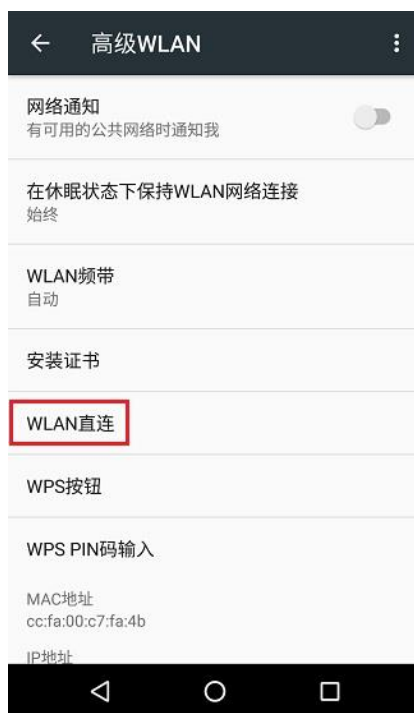 高级WLAN
网络通知
有可用的公共网络时通知我
在休眠状态下保持WLAN网络连接
始终
WLAN频带
自动
安装证书
WLAN直连
WPS按钮
WPS PIN码输入
MAC地址
cc:fa:00:c7:fa:4b
IP地址